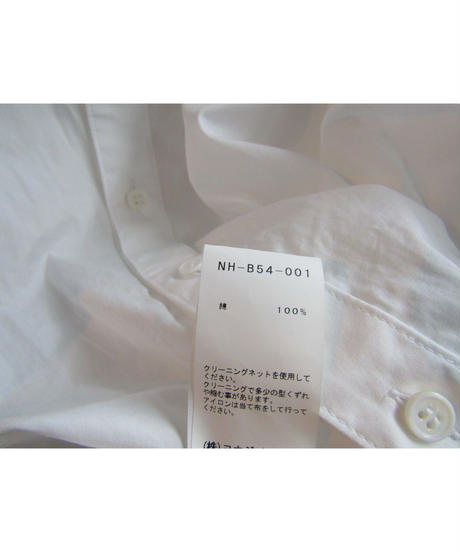 NH-B54-001
綿 100%
クリーニングネットを使用して
ください。
クリーニングで多少の型くずれ
や縮む事があります。
アイロンは当て布をして行って
ください。
(株)